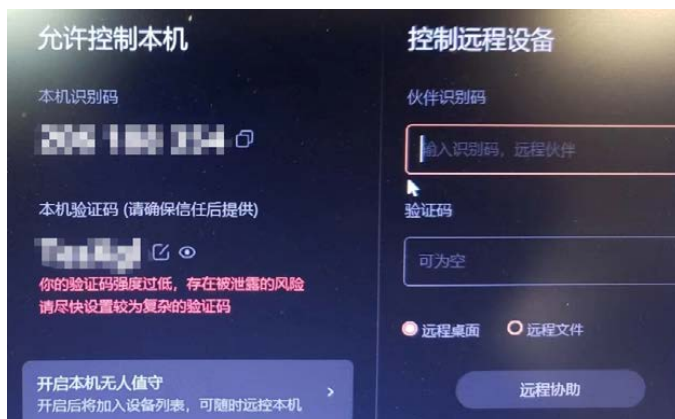 允许控制本机
本机识别码
本机验证码 (请确保信任后提供)
你的验证码强度过低，存在被泄露的风险
请尽快设置较为复杂的验证码
开启本机无人值守
开启后将加入设备列表，可随时远控本机
控制远程设备
伙伴识别码
输入识别码，远程伙伴
验证码
可为空
远程桌面
远程文件
远程协助